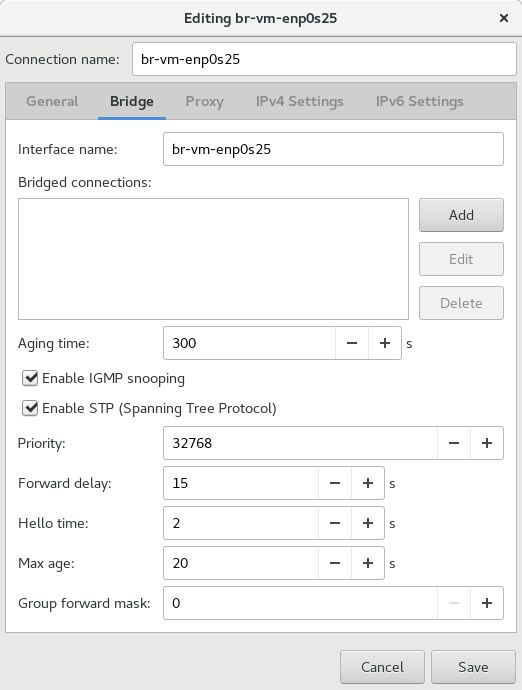 Editing br-vm-enp0s25
Connection name: br-vm-enp0s25
General Bridge Proxy IPv4 Settings IPv6 Settings
Interface name: br-vm-enp0s25
Bridged connections:
Add
Edit
Delete
Aging time: 300 s
Enable IGMP snooping
Enable STP (Spanning Tree Protocol)
Priority: 32768
Forward delay: 15 s
Hello time: 2 s
Max age: 20 s
Group forward mask: 0
Cancel Save